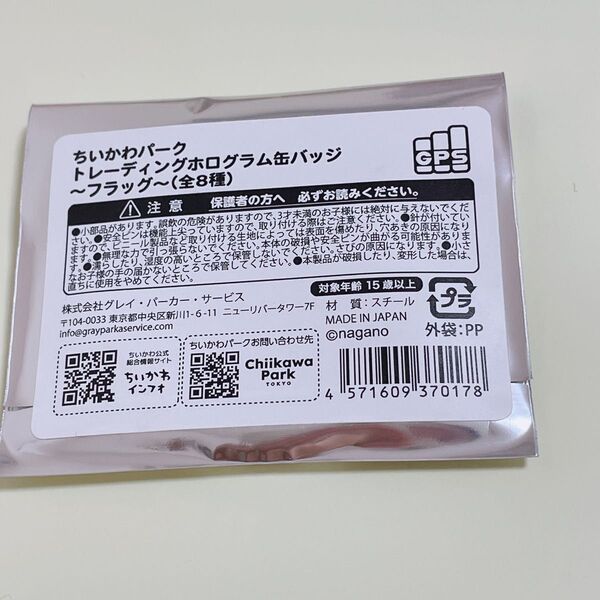 ちいかわパーク
トレーディングホログラム缶バッジ
～フラッグ～(全8種)
GPS
注意 保護者の方へ 必ずお読みください。
●小部品があります。誤飲の危険がありますので、3才未満のお子様には絶対に与えないでくだ
さい。●安全ピンは機能上尖っていますので、取り付ける際はご注意ください。●針が付いてい
ますので、ビニール製品など取り付ける生地によっては表面を傷めたり、穴あきの原因になり
ます。●無理な力で引っ張らないでください。本体の破損や安全ピンが曲がる可能性がありま
す。●濡らしたり、湿度の高いところで保管しないでください。さびの原因になります。●小さ
なお子様の手の届かないところで保管してください。●本製品が破損したり、変形した場合は、
直ちに使用をやめてください。
株式会社グレイ・パーカー・サービス
〒104-0033 東京都中央区新川1-6-11 ニューリバータワー7F
info@grayparkaservice.com
対象年齢 15歳以上
材 質：スチール
MADE IN JAPAN
©nagano
プラ
外袋：PP
ちいかわ公式
総合情報サイト
ちいかわ
インフォ
ちいかわパークお問い合わせ先
Chiikawa
Park
TOKYO
4 571609 370178